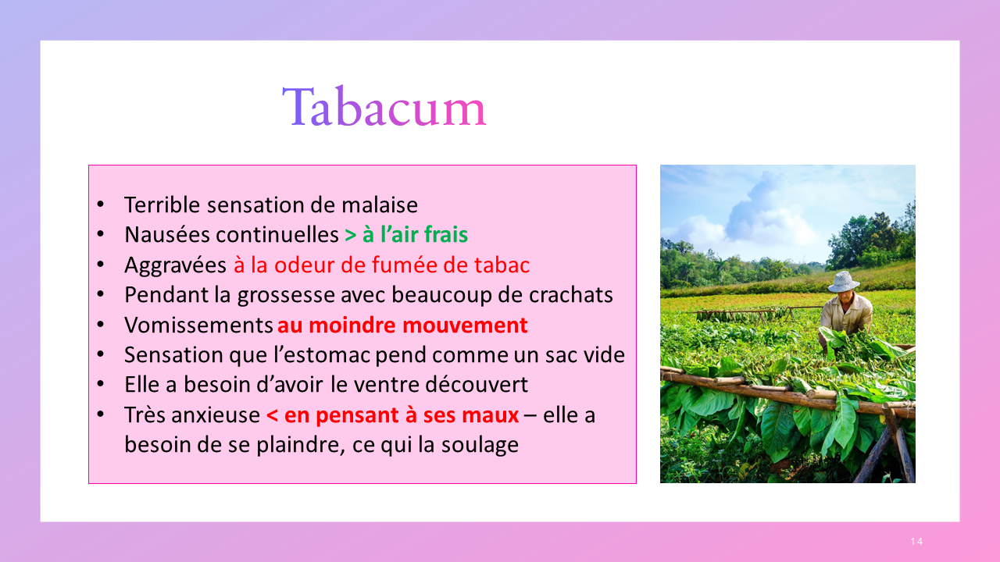 Tabacum
• Terrible sensation de malaise
• Nausées continuelles > à l’air frais
• Aggravées à la odeur de fumée de tabac
• Pendant la grossesse avec beaucoup de crachats
• Vomissements au moindre mouvement
• Sensation que l’estomac pend comme un sac vide
• Elle a besoin d’avoir le ventre découvert
• Très anxieuse < en pensant à ses maux – elle a
besoin de se plaindre, ce qui la soulage
14